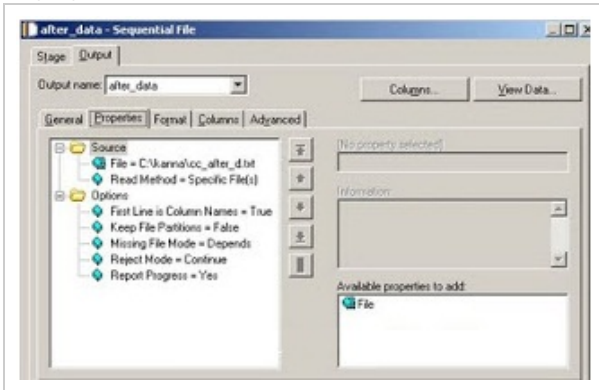 after_data - Sequential File
Stage Output
Output name: after_data
Columns... View Data...
General Properties Format Columns Advanced
Source
File = C:\kanna\cc_after_d.txt
Read Method = Specific File(s)
Options
First Line is Column Names = True
Keep File Partitions = False
Missing File Mode = Depends
Reject Mode = Continue
Report Progress = Yes
[No property selected]
Information:
Available properties to add:
File